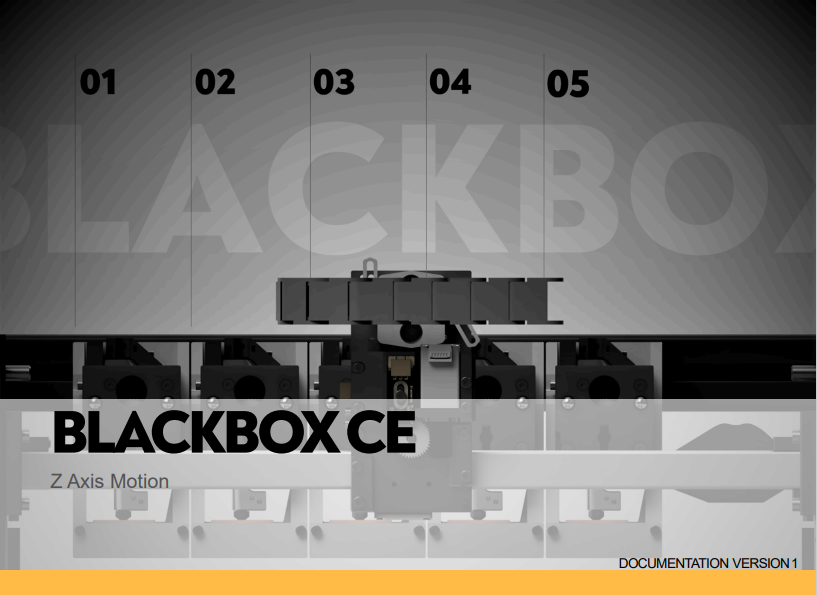 01 02 03 04 05
BLACKBOX
BLACKBOX CE
Z Axis Motion
DOCUMENTATION VERSION 1